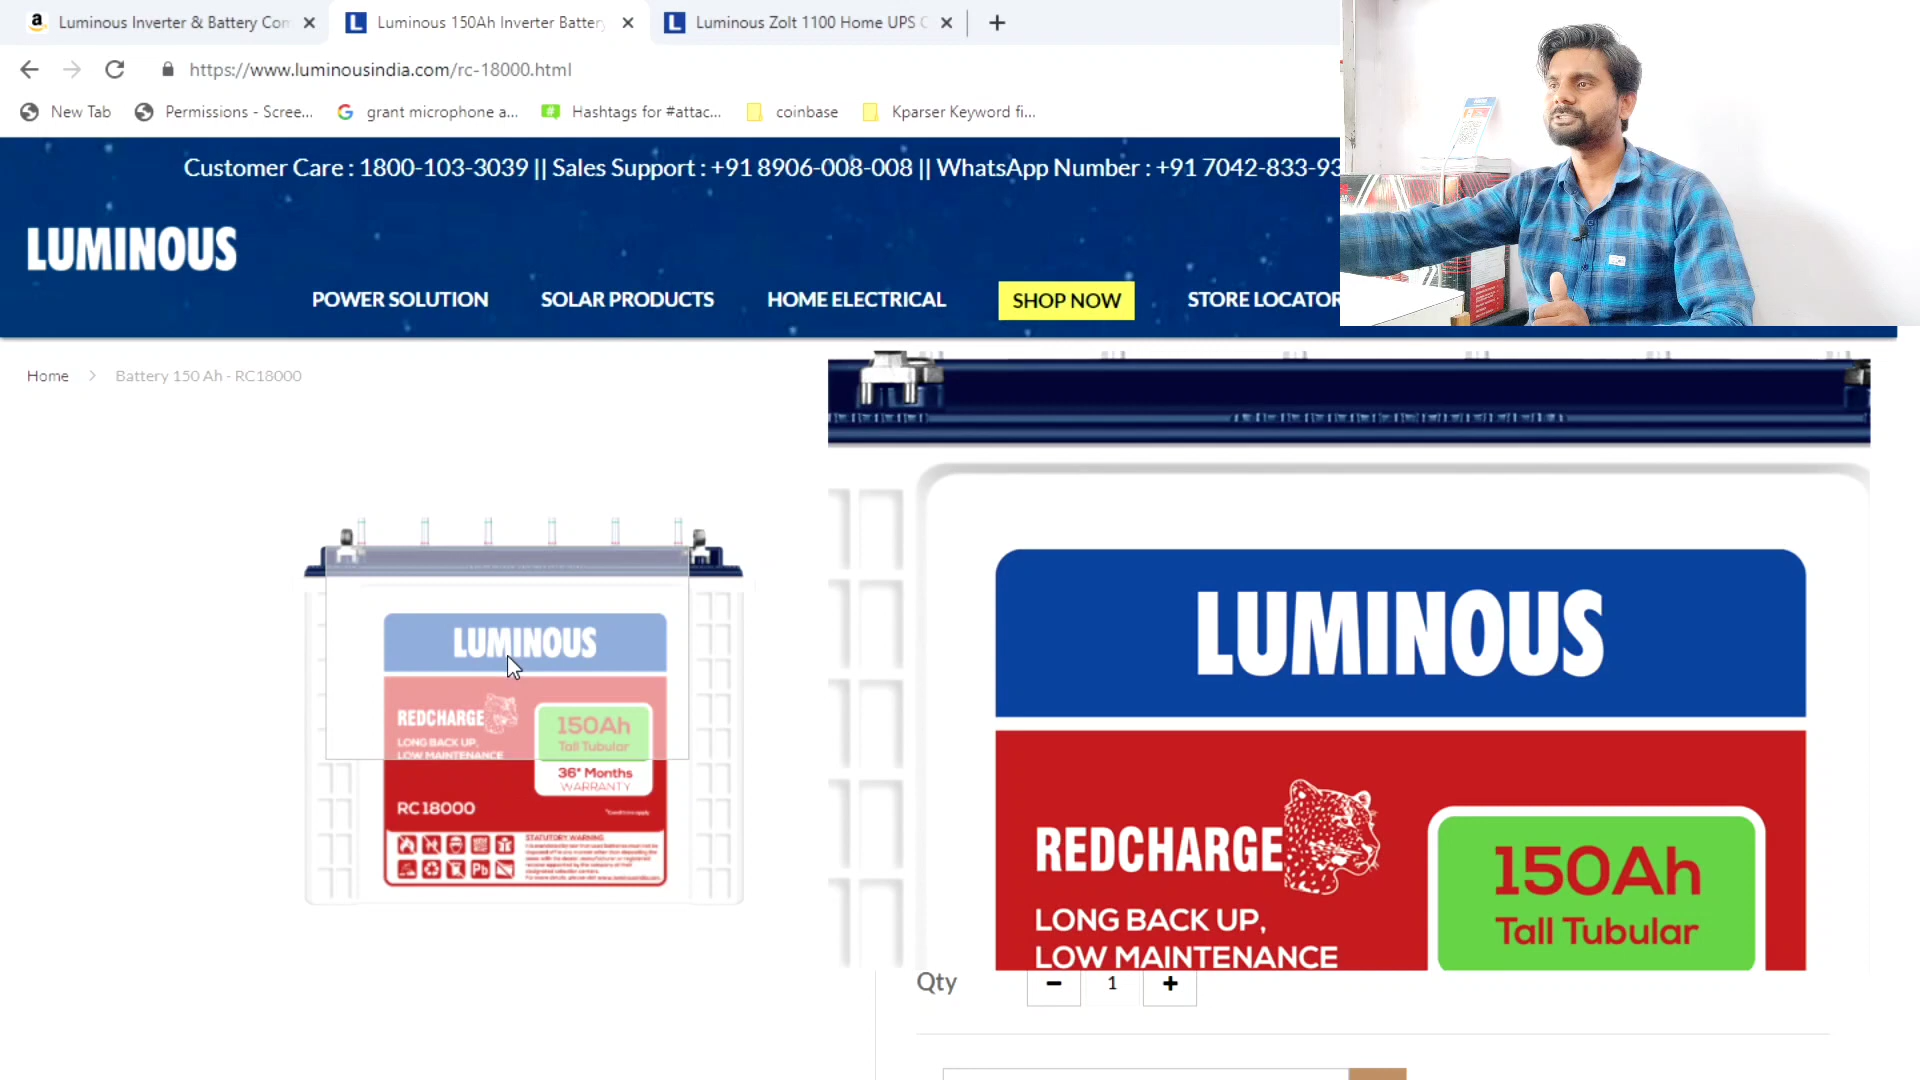 Luminous Inverter & Battery Con
Luminous 150Ah Inverter Battery
Luminous Zolt 1100 Home UPS C
https://www.luminousindia.com/rc-18000.html
New Tab
Permissions - Scree...
grant microphone a...
Hashtags for #attac...
coinbase
Kparser Keyword fi...
Customer Care : 1800-103-3039 || Sales Support : +91 8906-008-008 || WhatsApp Number : +91 7042-833-93
LUMINOUS
POWER SOLUTION
SOLAR PRODUCTS
HOME ELECTRICAL
SHOP NOW
STORE LOCATOR
Home > Battery 150 Ah - RC18000
LUMINOUS
REDCHARGE
LONG BACK UP,
LOW MAINTENANCE
150Ah
Tall Tubular
36* Months
WARRANTY
RC18000
*Conditions apply
STATUTORY WARNING
Pb
LUMINOUS
REDCHARGE
LONG BACK UP,
LOW MAINTENANCE
150Ah
Tall Tubular
Qty
1